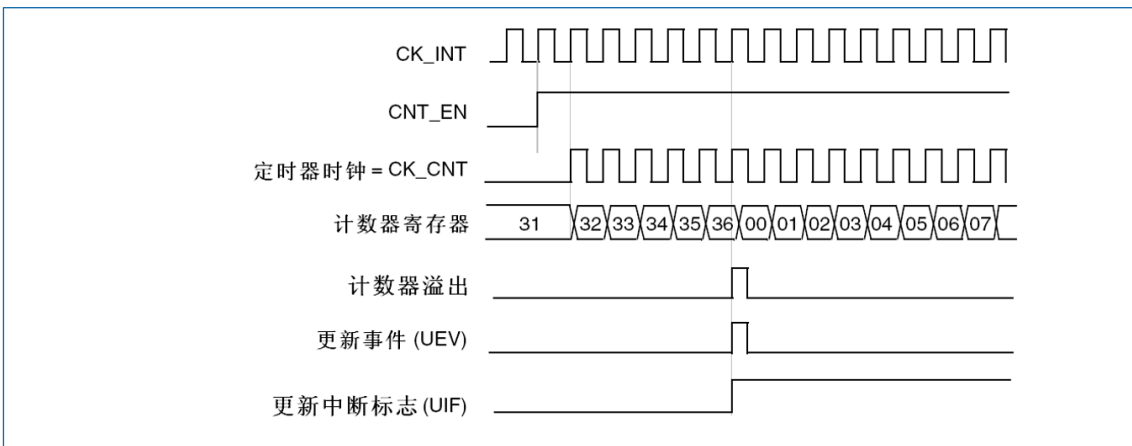 CK_INT
CNT_EN
定时器时钟 = CK_CNT
计数器寄存器 31 32 33 34 35 36 00 01 02 03 04 05 06 07
计数器溢出
更新事件 (UEV)
更新中断标志 (UIF)